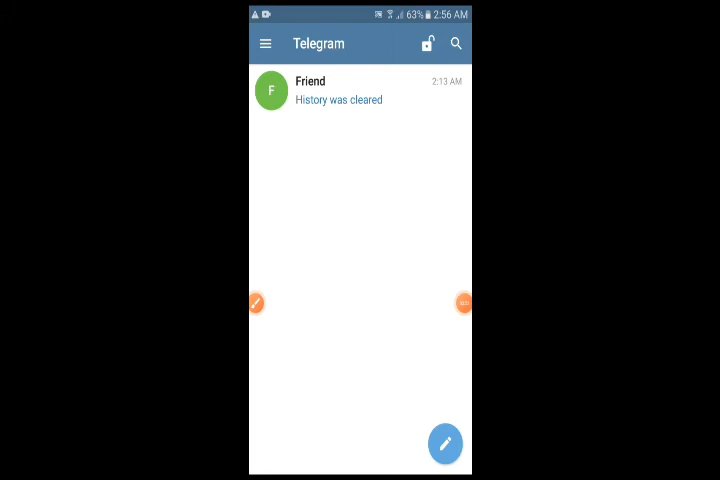 63% 2:56 AM
Telegram
F
Friend
2:13 AM
History was cleared